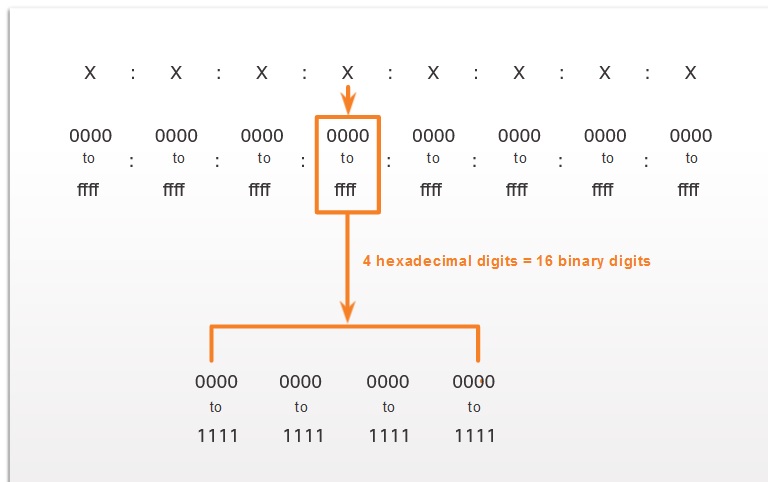 X : X : X : X : X : X : X : X
0000 0000 0000 0000 0000 0000 0000 0000
to : to : to : to : to : to : to : to
ffff ffff ffff ffff ffff ffff ffff ffff
4 hexadecimal digits = 16 binary digits
0000 0000 0000 0000
to to to to
1111 1111 1111 1111